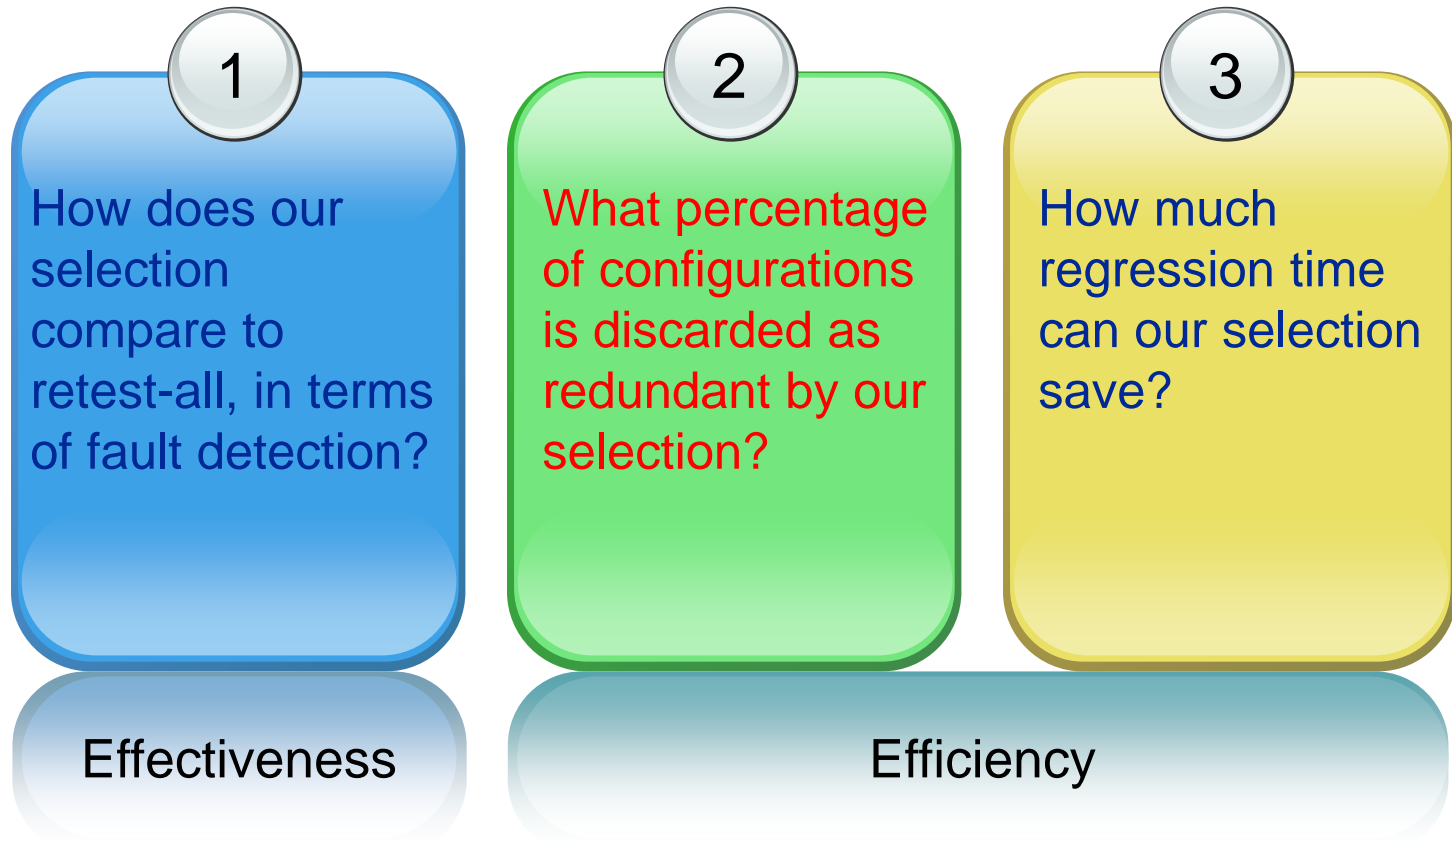 1
How does our
selection
compare to
retest-all, in terms
of fault detection?
2
What percentage
of configurations
is discarded as
redundant by our
selection?
3
How much
regression time
can our selection
save?
Effectiveness
Efficiency